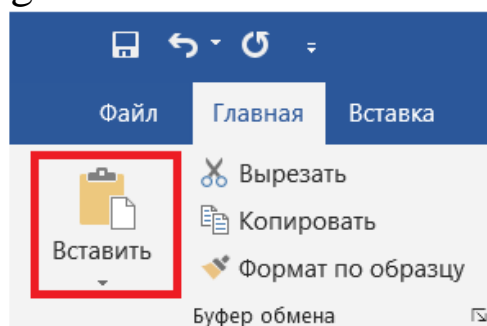 Файл Главная Вставка
Вырезать
Копировать
Вставить
Формат по образцу
Буфер обмена